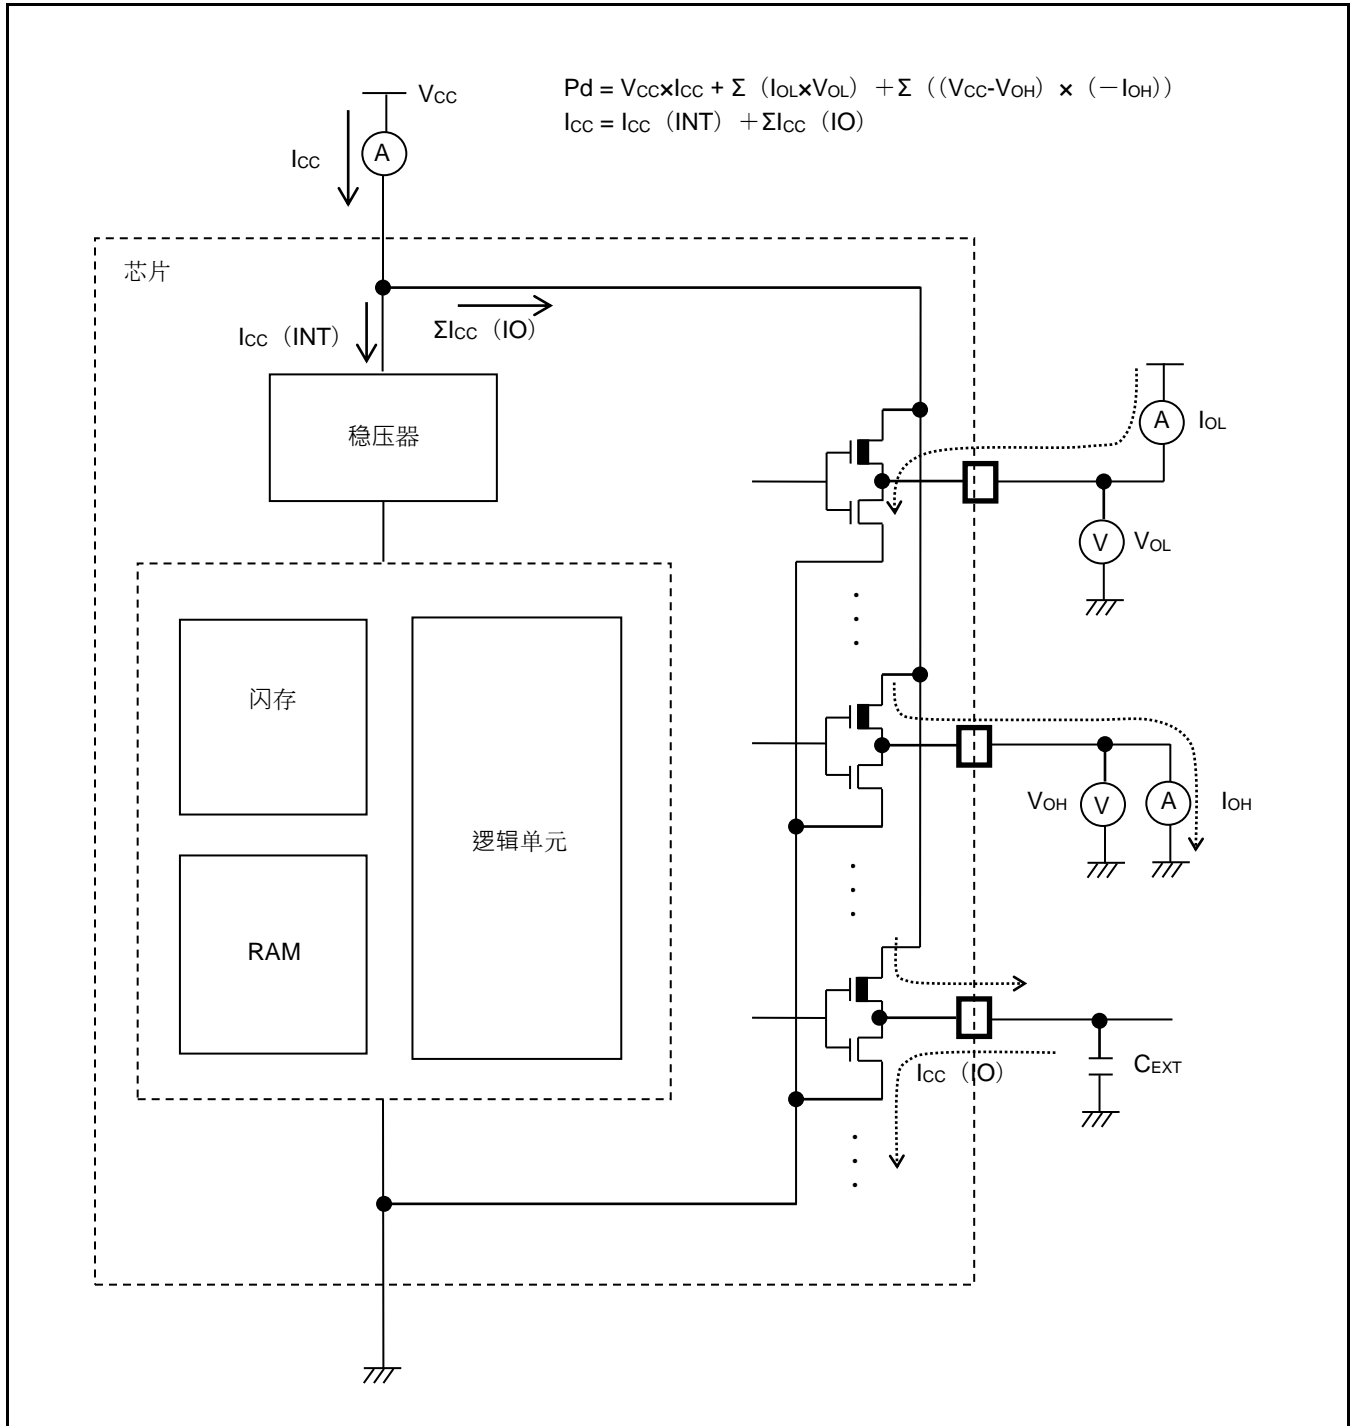 Pd = VCC×ICC + Σ（IOL×VOL）＋Σ（(VCC-VOH）×（－IOH))
ICC = ICC（INT）＋ΣICC（IO）
VCC
A
ICC
芯片
ICC（INT）
ΣICC（IO）
稳压器
A
IOL
V
VOL
闪存
逻辑单元
VOH
V
A
IOH
RAM
ICC（IO）
CEXT